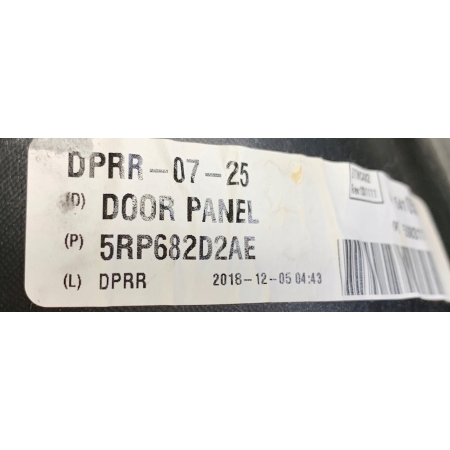 DPRR-07-25
(D) DOOR PANEL
(P) 5RP682D2AE
(L) DPRR 2018-12-05 04:43